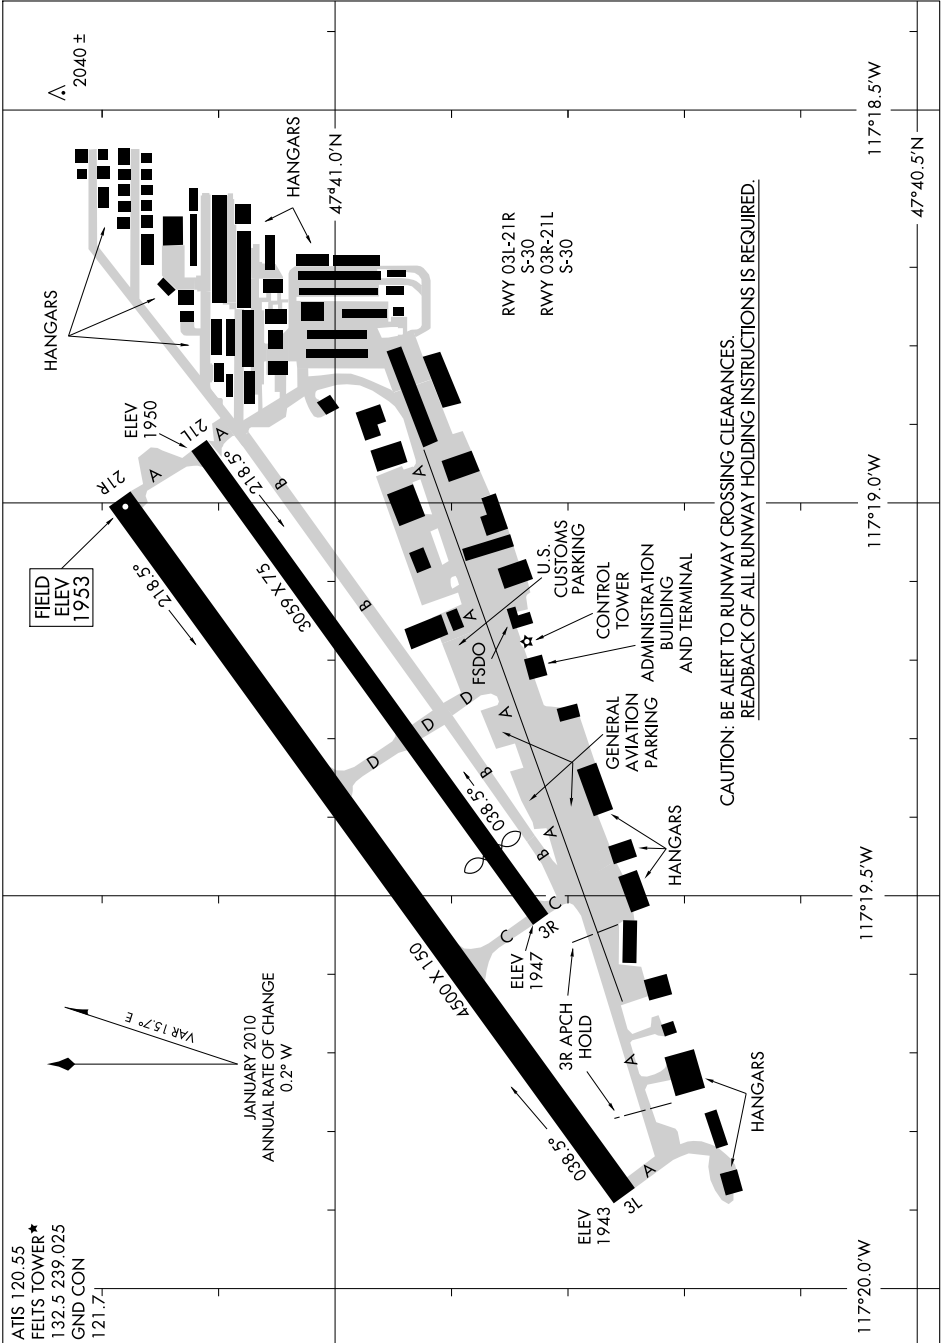 ATIS 120.55
FELTS TOWER★
132.5 239.025
GND CON
121.7
VAR 15.7° E
JANUARY 2010
ANNUAL RATE OF CHANGE
0.2° W
2040 ±
HANGARS
HANGARS
47ª41.0'N
FIELD
ELEV
1953
21R
A
ELEV
1950
21L
A
218.5°
218.5°
B
3059 X 75
B
A
4500 X 150
D
D
D
B
038.5°
B
A
A
A
U.S.
CUSTOMS
PARKING
FSDO
CONTROL
TOWER
ADMINISTRATION
BUILDING
AND TERMINAL
GENERAL
AVIATION
PARKING
HANGARS
C
C
3R
ELEV
1947
3R APCH
HOLD
A
038.5°
A
3L
ELEV
1943
HANGARS
RWY 03L-21R
S-30
RWY 03R-21L
S-30
CAUTION: BE ALERT TO RUNWAY CROSSING CLEARANCES.
READBACK OF ALL RUNWAY HOLDING INSTRUCTIONS IS REQUIRED.
117°20.0'W
117°19.5'W
117°19.0'W
117°18.5'W
47°40.5'N